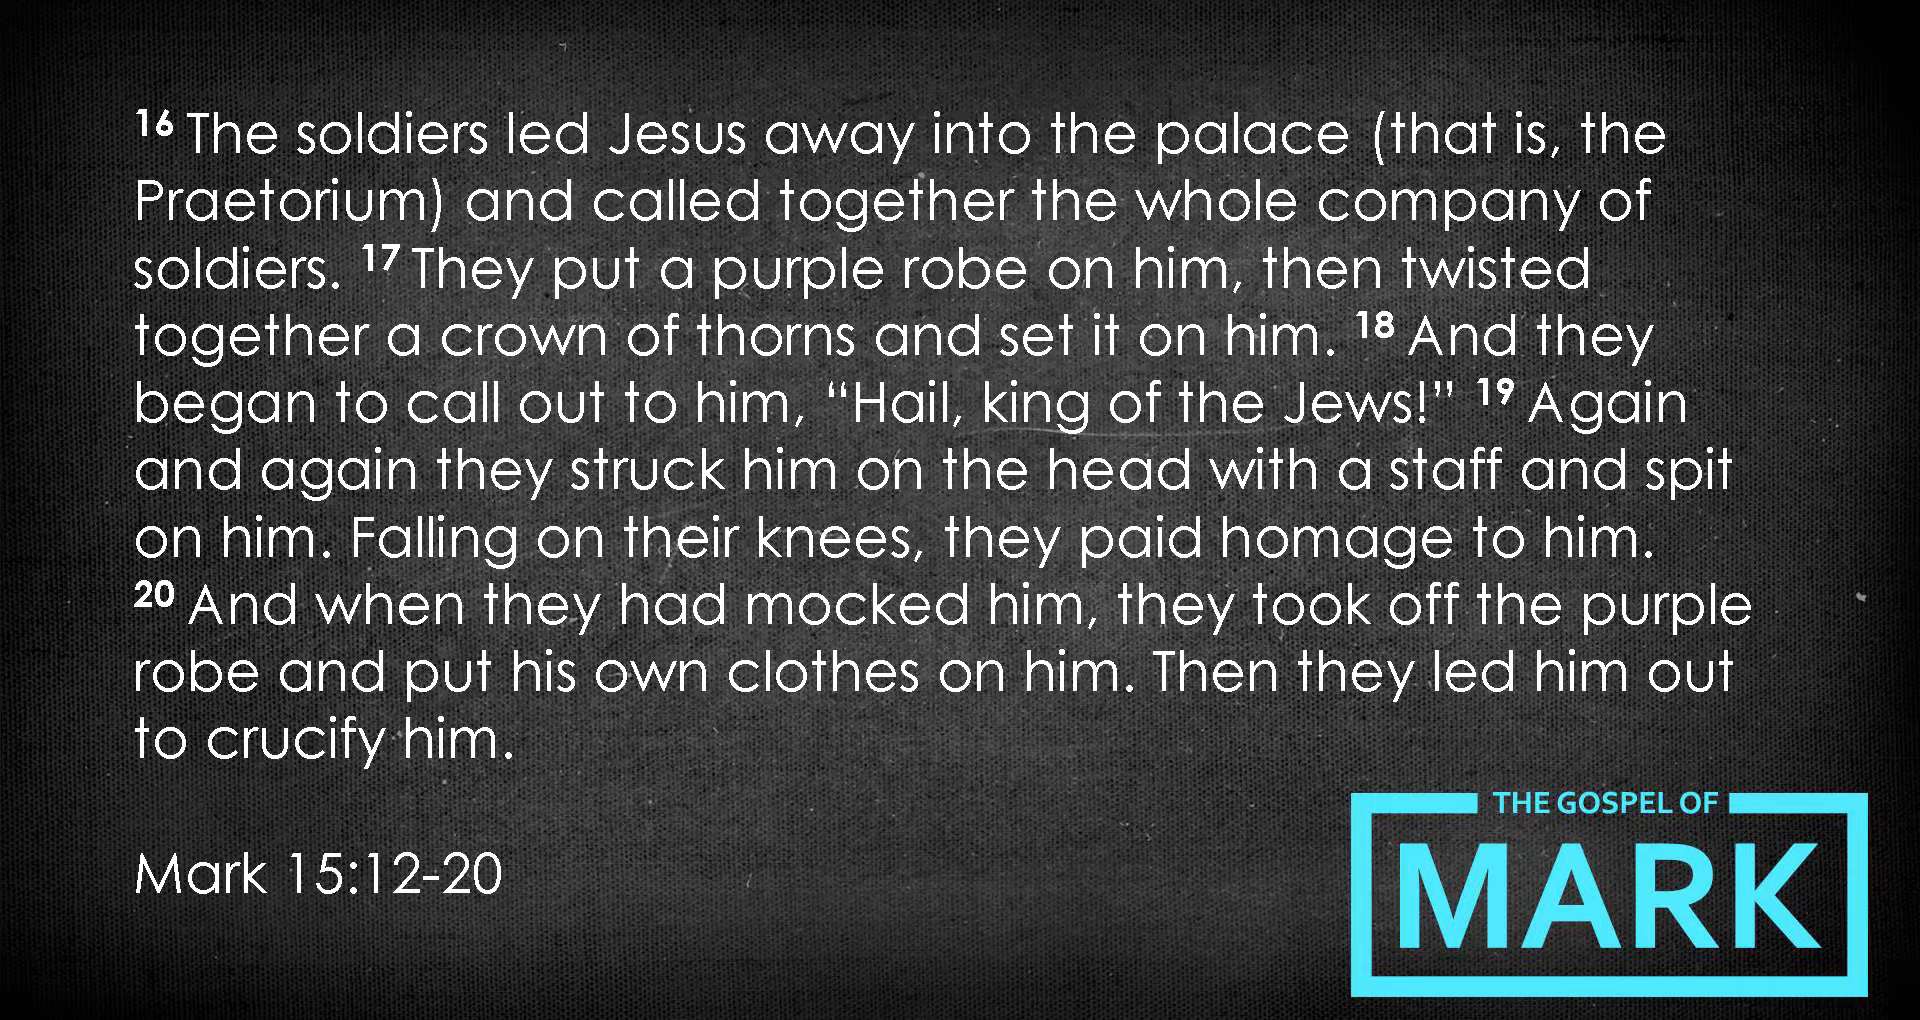 16 The soldiers led Jesus away into the palace (that is, the
Praetorium) and called together the whole company of
soldiers. 17 They put a purple robe on him, then twisted
together a crown of thorns and set it on him. 18 And they
began to call out to him, “Hail, king of the Jews!” 19 Again
and again they struck him on the head with a staff and spit
on him. Falling on their knees, they paid homage to him.
20 And when they had mocked him, they took off the purple
robe and put his own clothes on him. Then they led him out
to crucify him.
Mark 15:12-20
THE GOSPEL OF
MARK